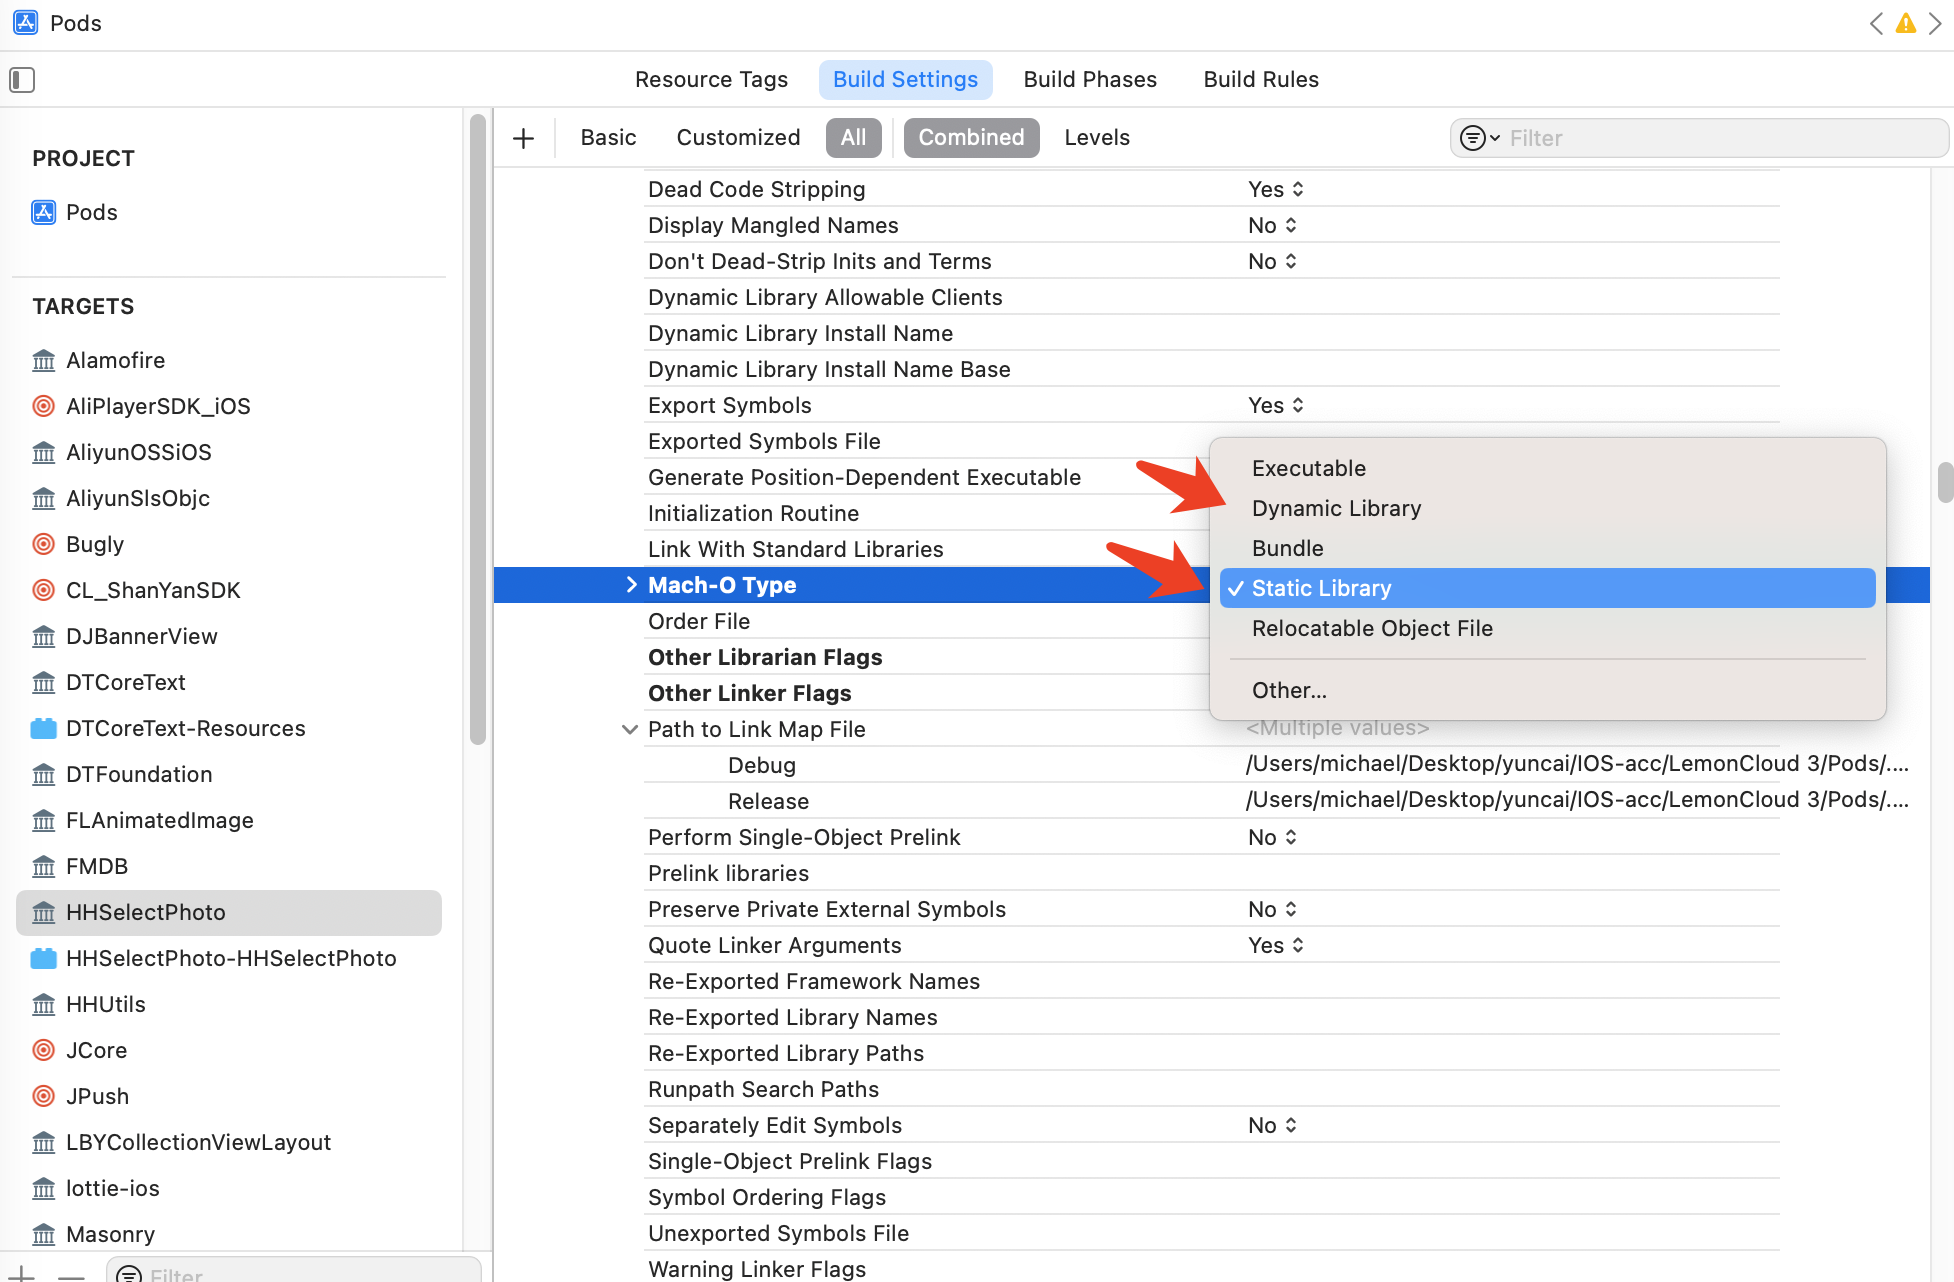 Pods
Resource Tags
Build Settings
Build Phases
Build Rules
Basic
Customized
All
Combined
Levels
Filter
PROJECT
Pods
TARGETS
Alamofire
AliPlayerSDK_iOS
AliyunOSSiOS
AliyunSlsObjc
Bugly
CL_ShanYanSDK
DJBannerView
DTCoreText
DTCoreText-Resources
DTFoundation
FLAnimatedImage
FMDB
HHSelectPhoto
HHSelectPhoto-HHSelectPhoto
HHUtils
JCore
JPush
LBYCollectionViewLayout
lottie-ios
Masonry
Filter
Dead Code Stripping Yes
Display Mangled Names No
Don't Dead-Strip Inits and Terms No
Dynamic Library Allowable Clients
Dynamic Library Install Name
Dynamic Library Install Name Base
Export Symbols Yes
Exported Symbols File
Generate Position-Dependent Executable
Initialization Routine
Link With Standard Libraries
Mach-O Type
Order File
Other Librarian Flags
Other Linker Flags
Path to Link Map File <Multiple values>
Debug /Users/michael/Desktop/yuncai/IOS-acc/LemonCloud 3/Pods/....
Release /Users/michael/Desktop/yuncai/IOS-acc/LemonCloud 3/Pods/....
Perform Single-Object Prelink No
Prelink libraries
Preserve Private External Symbols No
Quote Linker Arguments Yes
Re-Exported Framework Names
Re-Exported Library Names
Re-Exported Library Paths
Runpath Search Paths
Separately Edit Symbols No
Single-Object Prelink Flags
Symbol Ordering Flags
Unexported Symbols File
Warning Linker Flags
Executable
Dynamic Library
Bundle
Static Library
Relocatable Object File
Other...